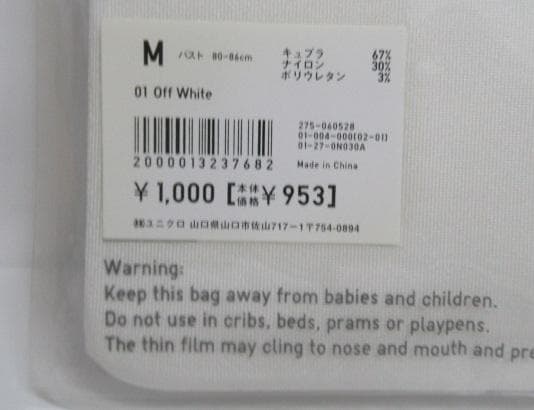 M バスト 80-86cm
キュプラ 67%
ナイロン 30%
ポリウレタン 3%
01 Off White
275-060528
01-004-000(02-01)
01-27-0N030A
2000013237682
Made in China
¥1,000 [本体価格¥953]
㈱ユニクロ 山口県山口市佐山717-1〒754-0894
Warning:
Keep this bag away from babies and children.
Do not use in cribs, beds, prams or playpens.
The thin film may cling to nose and mouth and pre